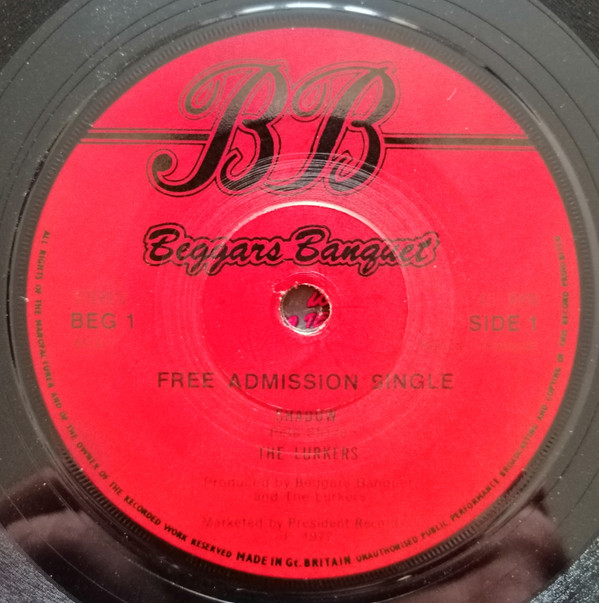 BB
Beggars Banquet
BEG 1
SIDE 1
FREE ADMISSION SINGLE
SHADOW
THE LURKERS
Produced by Beggars Banquet
and The Lurkers
Marketed by President Records
1977
ALL RIGHTS OF THE MANUFACTURER AND OF THE OWNER OF THE RECORDED WORK RESERVED MADE IN Gt. BRITAIN UNAUTHORISED PUBLIC PERFORMANCE BROADCASTING AND COPYING OF THIS RECORD PROHIBITED